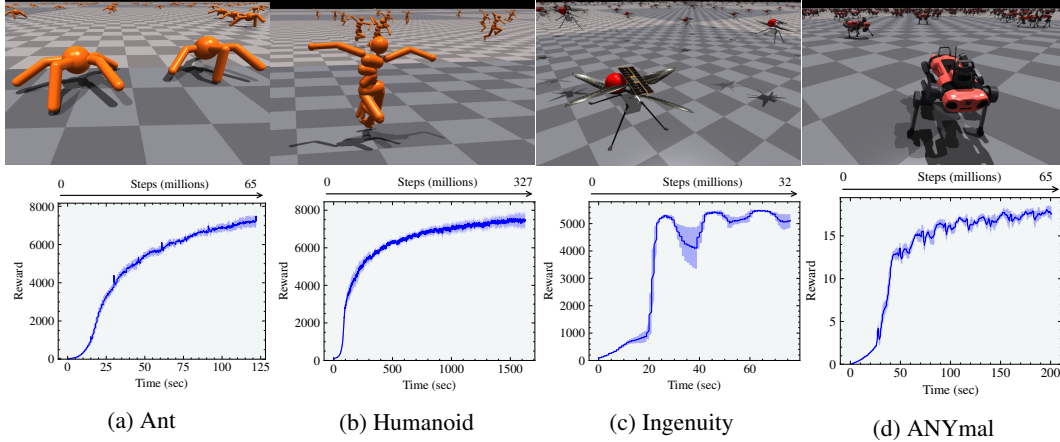 0 Steps (millions) 65
8000
6000
4000
2000
0
Reward
0 25 50 75 100 125
Time (sec)
(a) Ant
0 Steps (millions) 327
8000
6000
4000
2000
0
Reward
0 500 1000 1500
Time (sec)
(b) Humanoid
0 Steps (millions) 32
5000
4000
3000
2000
1000
0
Reward
0 20 40 60
Time (sec)
(c) Ingenuity
0 Steps (millions) 65
15
10
5
0
Reward
0 50 100 150 200
Time (sec)
(d) ANYmal